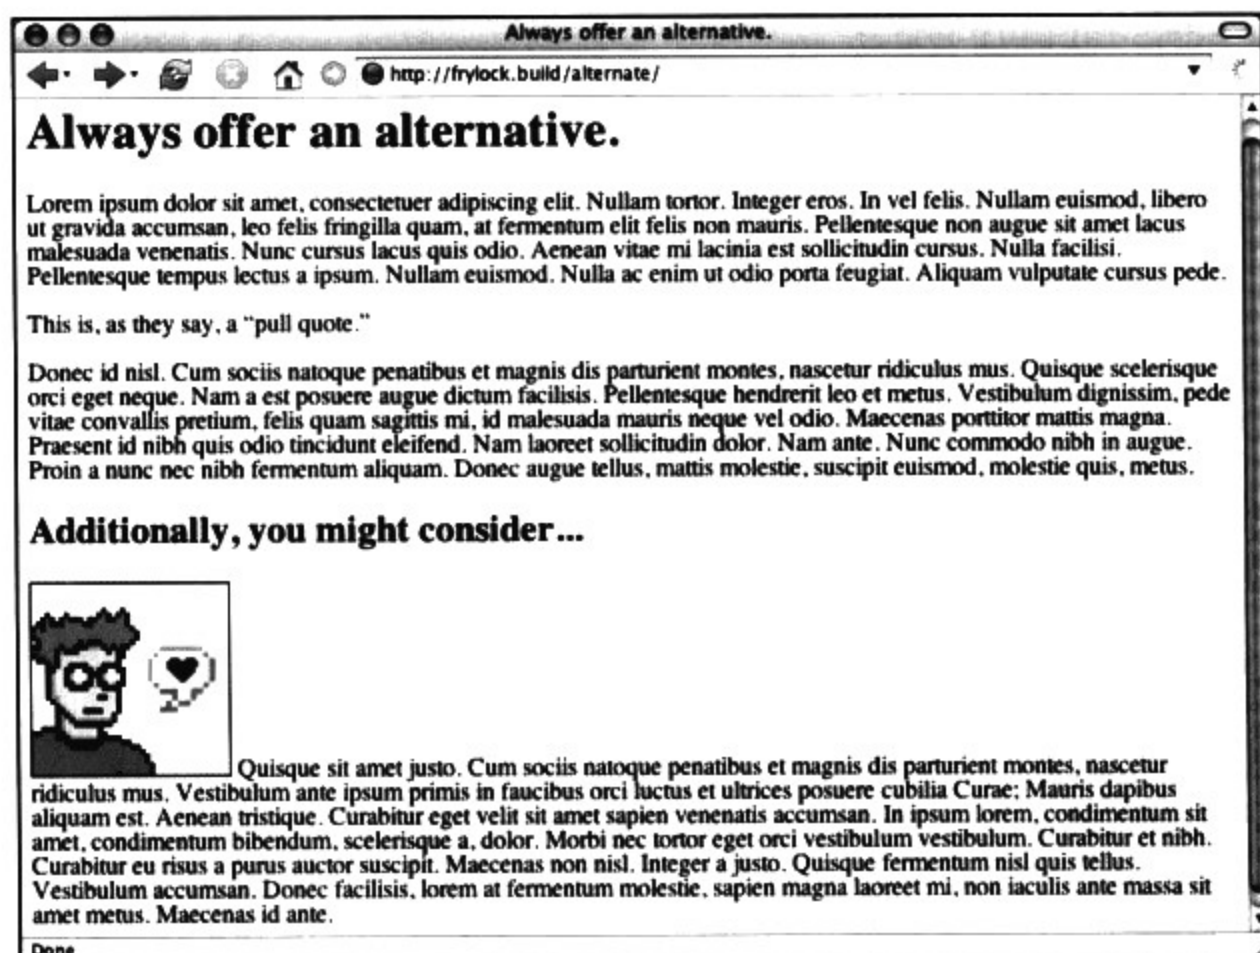 Always offer an alternative.
http://frylock.build/alternate/
Always offer an alternative.
Lorem ipsum dolor sit amet, consectetuer adipiscing elit. Nullam tortor. Integer eros. In vel felis. Nullam euismod, libero
ut gravida accumsan, leo felis fringilla quam, at fermentum elit felis non mauris. Pellentesque non augue sit amet lacus
malesuada venenatis. Nunc cursus lacus quis odio. Aenean vitae mi lacinia est sollicitudin cursus. Nulla facilisi.
Pellentesque tempus lectus a ipsum. Nullam euismod. Nulla ac enim ut odio porta feugiat. Aliquam vulputate cursus pede.
This is, as they say, a “pull quote.”
Donec id nisl. Cum sociis natoque penatibus et magnis dis parturient montes, nascetur ridiculus mus. Quisque scelerisque
orci eget neque. Nam a est posuere augue dictum facilisis. Pellentesque hendrerit leo et metus. Vestibulum dignissim, pede
vitae convallis pretium, felis quam sagittis mi, id malesuada mauris neque vel odio. Maecenas porttitor mattis magna.
Praesent id nibh quis odio tincidunt eleifend. Nam laoreet sollicitudin dolor. Nam ante. Nunc commodo nibh in augue.
Proin a nunc nec nibh fermentum aliquam. Donec augue tellus, mattis molestie, suscipit euismod, molestie quis, metus.
Additionally, you might consider...
Quisque sit amet justo. Cum sociis natoque penatibus et magnis dis parturient montes, nascetur
ridiculus mus. Vestibulum ante ipsum primis in faucibus orci luctus et ultrices posuere cubilia Curae; Mauris dapibus
aliquam est. Aenean tristique. Curabitur eget velit sit amet sapien venenatis accumsan. In ipsum lorem, condimentum sit
amet, condimentum bibendum, scelerisque a, dolor. Morbi nec tortor eget orci vestibulum vestibulum. Curabitur et nibh.
Curabitur eu risus a purus auctor suscipit. Maecenas non nisl. Integer a justo. Quisque fermentum nisl quis tellus.
Vestibulum accumsan. Donec facilisis, lorem at fermentum molestie, sapien magna laoreet mi, non iaculis ante massa sit
amet metus. Maecenas id ante.
Done